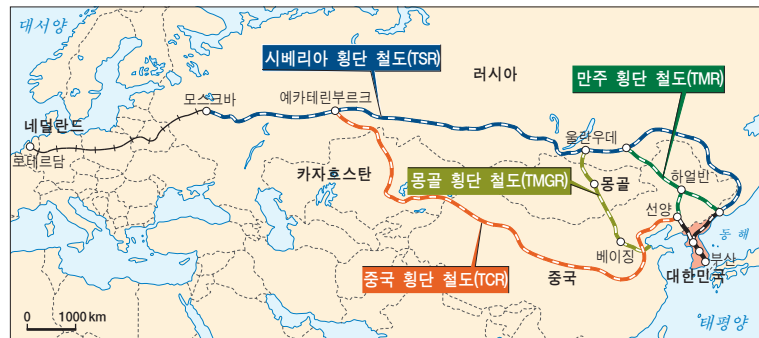 대서양
시베리아 횡단 철도(TSR)
러시아
만주 횡단 철도(TMR)
모스크바
예카테린부르크
네덜란드
로테르담
울란우데
카자흐스탄
몽골 횡단 철도(TMGR)
몽골
하얼빈
선양
동해
베이징
부산
중국 횡단 철도(TCR)
중국
대한민국
0 1000km
태평양